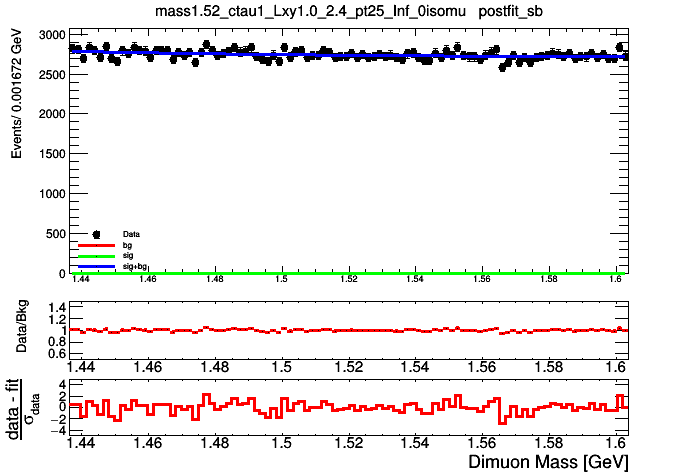 mass1.52_ctau1_Lxy1.0_2.4_pt25_Inf_0isomu postfit_sb
Events/ 0.001672 GeV
3000
2500
2000
1500
1000
500
0
Data
bg
sig
sig+bg
1.44 1.46 1.48 1.5 1.52 1.54 1.56 1.58 1.6
Data/Bkg
1.4
1.2
1
0.8
0.6
1.44 1.46 1.48 1.5 1.52 1.54 1.56 1.58 1.6
data - fit
σdata
4
2
0
−2
−4
1.44 1.46 1.48 1.5 1.52 1.54 1.56 1.58 1.6
Dimuon Mass [GeV]